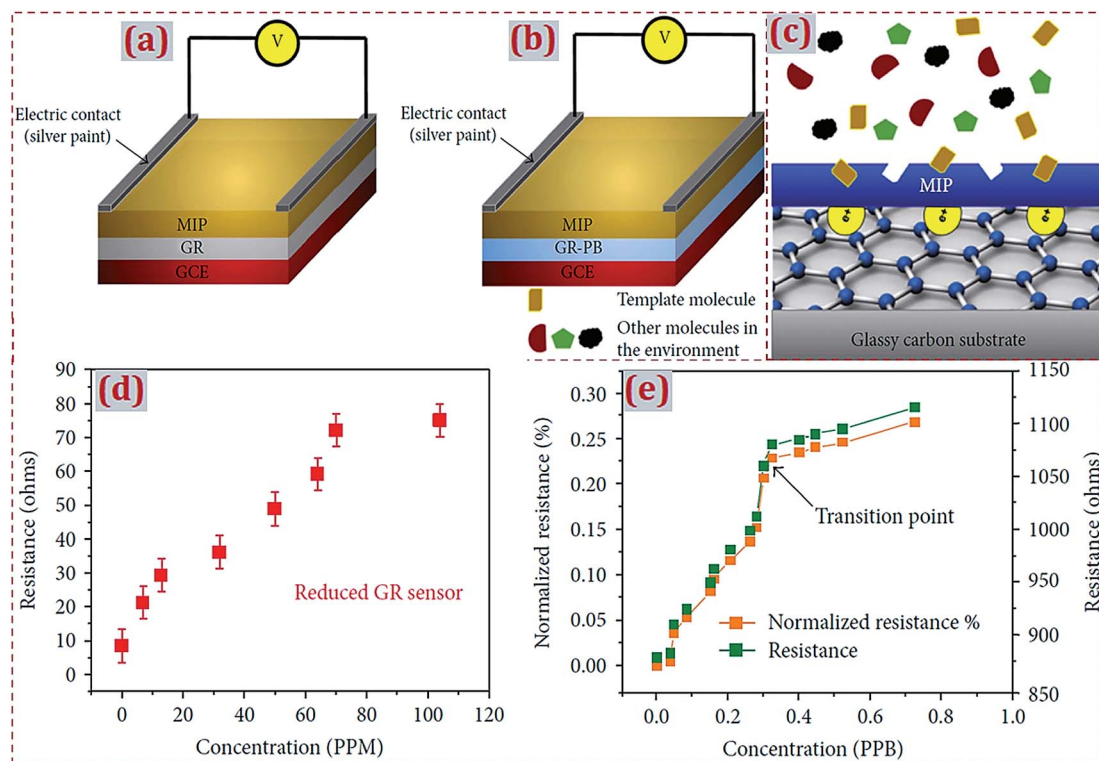 (a)
V
Electric contact
(silver paint)
MIP
GR
GCE
(b)
V
Electric contact
(silver paint)
MIP
GR-PB
GCE
Template molecule
Other molecules in
the environment
(c)
MIP
e+
e+
e+
Glassy carbon substrate
(d)
90
80
70
60
50
40
30
20
10
0
Resistance (ohms)
Reduced GR sensor
0 20 40 60 80 100 120
Concentration (PPM)
(e)
0.30
0.25
0.20
0.15
0.10
0.05
0.00
Normalized resistance (%)
Transition point
Normalized resistance %
Resistance
1150
1100
1050
1000
950
900
850
Resistance (ohms)
0.0 0.2 0.4 0.6 0.8 1.0
Concentration (PPB)